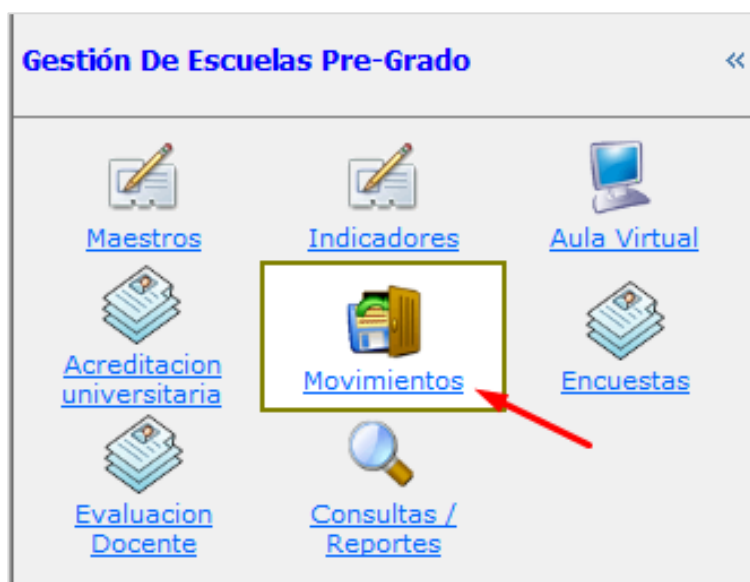 Gestión De Escuelas Pre-Grado «
Maestros
Indicadores
Aula Virtual
Acreditacion
universitaria
Movimientos
Encuestas
Evaluacion
Docente
Consultas /
Reportes